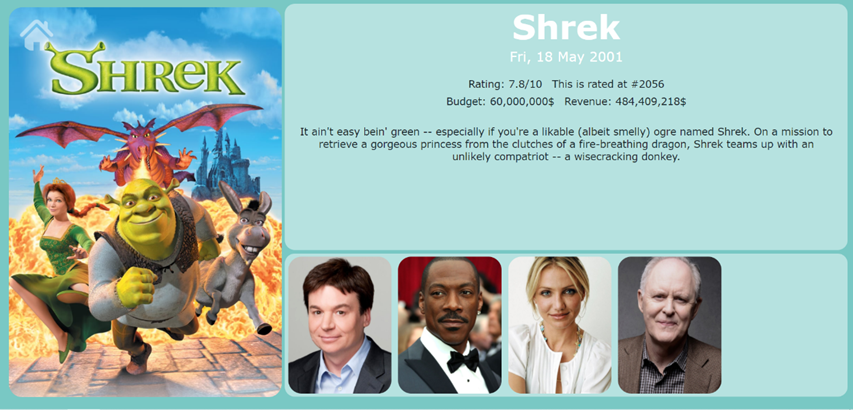 SHREK
Shrek
Fri, 18 May 2001
Rating: 7.8/10 This is rated at #2056
Budget: 60,000,000$ Revenue: 484,409,218$
It ain't easy bein' green -- especially if you're a likable (albeit smelly) ogre named Shrek. On a mission to
retrieve a gorgeous princess from the clutches of a fire-breathing dragon, Shrek teams up with an
unlikely compatriot -- a wisecracking donkey.